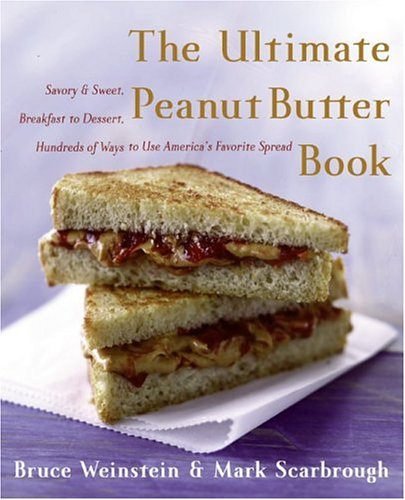 The Ultimate
Savory & Sweet,
Breakfast to Dessert,
Peanut Butter
Hundreds of Ways to Use America's Favorite Spread
Book
Bruce Weinstein & Mark Scarbrough